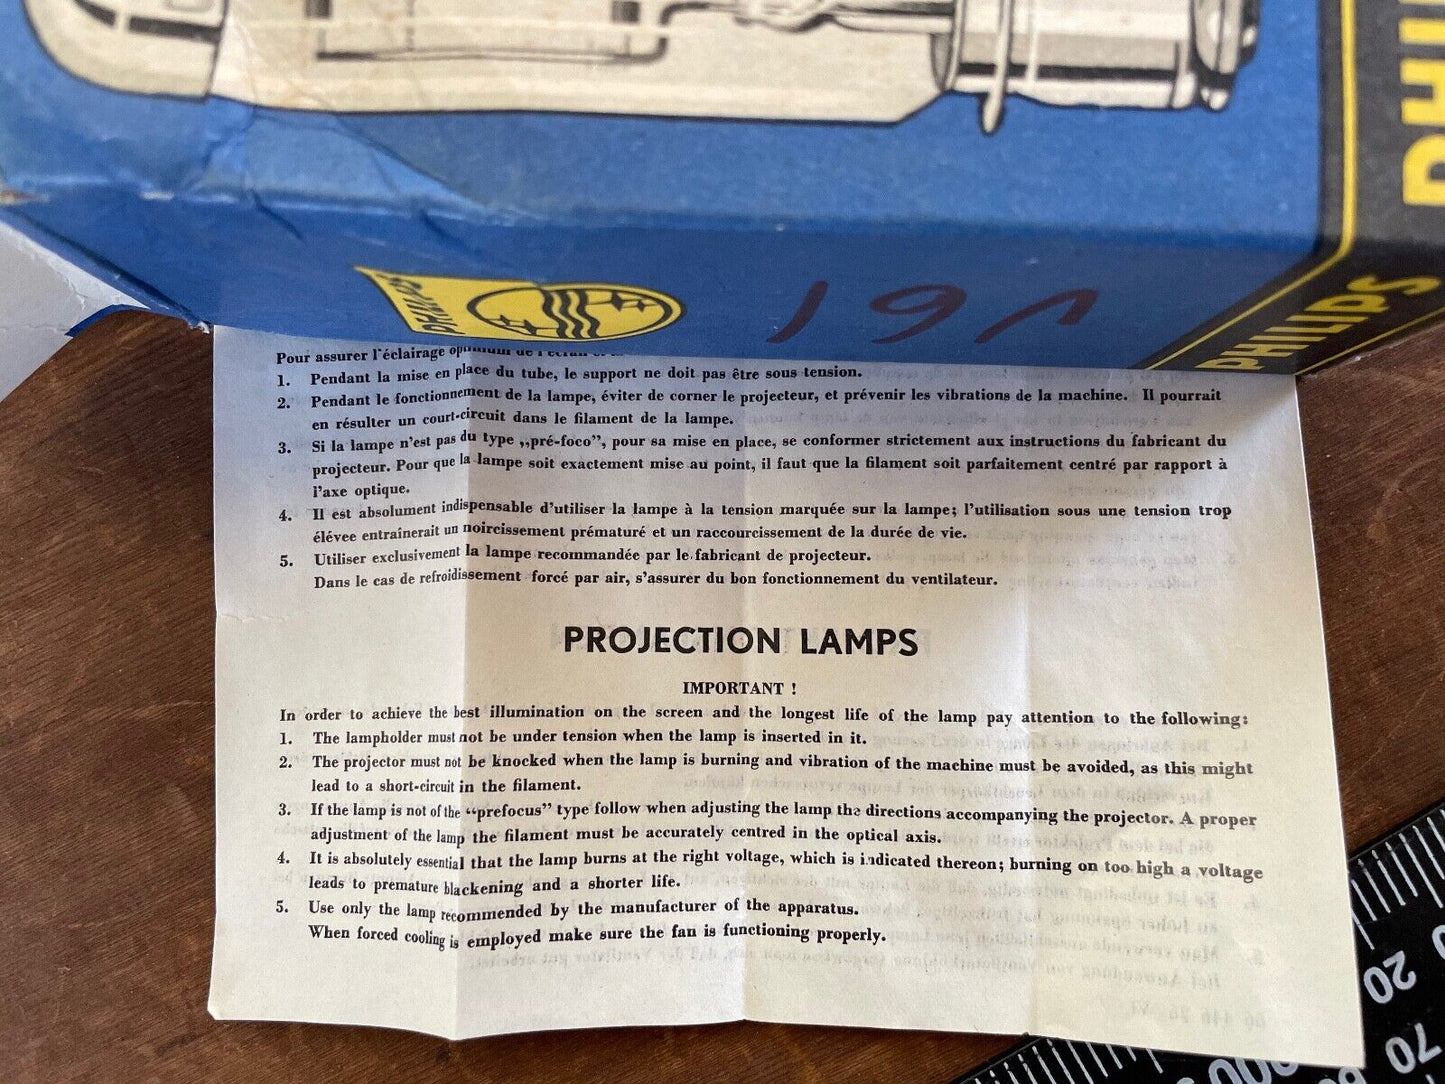 PHILIPS
PHILIPS
V61
Pour assurer l'éclairage optimum de l'écran
1. Pendant la mise en place du tube, le support ne doit pas être sous tension.
2. Pendant le fonctionnement de la lampe, éviter de corner le projecteur, et prévenir les vibrations de la machine. Il pourrait
en résulter un court-circuit dans le filament de la lampe.
3. Si la lampe n'est pas du type „pré-foco”, pour sa mise en place, se conformer strictement aux instructions du fabricant du
projecteur. Pour que la lampe soit exactement mise au point, il faut que la filament soit parfaitement centré par rapport à
l'axe optique.
4. Il est absolument indispensable d'utiliser la lampe à la tension marquée sur la lampe; l'utilisation sous une tension trop
élévee entraînerait un noircissement prématuré et un raccourcissement de la durée de vie.
5. Utiliser exclusivement la lampe recommandée par le fabricant de projecteur.
Dans le cas de refroidissement forcé par air, s'assurer du bon fonctionnement du ventilateur.
PROJECTION LAMPS
IMPORTANT !
In order to achieve the best illumination on the screen and the longest life of the lamp pay attention to the following:
1. The lampholder must not be under tension when the lamp is inserted in it.
2. The projector must not be knocked when the lamp is burning and vibration of the machine must be avoided, as this might
lead to a short-circuit in the filament.
3. If the lamp is not of the “prefocus” type follow when adjusting the lamp the directions accompanying the projector. A proper
adjustment of the lamp the filament must be accurately centred in the optical axis.
4. It is absolutely essential that the lamp burns at the right voltage, which is indicated thereon; burning on too high a voltage
leads to premature blackening and a shorter life.
5. Use only the lamp recommended by the manufacturer of the apparatus.
When forced cooling is employed make sure the fan is functioning properly.
20
70